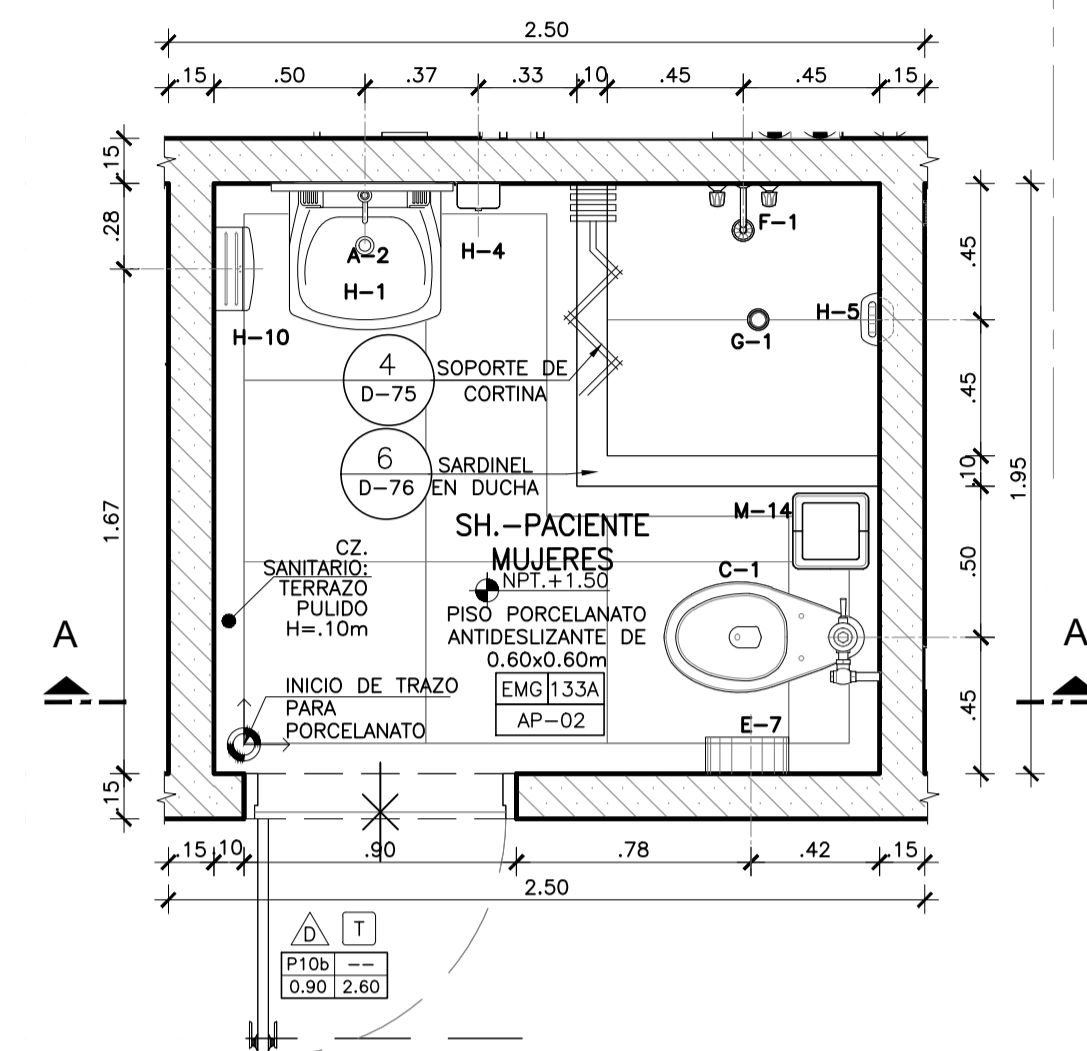 2.50
.15 .50 .37 .33 .10 .45 .45 .15
.15
.28
1.67
.15
A-2
H-1
H-4
H-10
F-1
G-1
H-5
4
D-75
SOPORTE DE
CORTINA
6
D-76
SARDINEL
EN DUCHA
SH.-PACIENTE
MUJERES
NPT.+1.50
PISO PORCELANATO
ANTIDESLIZANTE DE
0.60x0.60m
EMG 133A
AP-02
CZ.
SANITARIO:
TERRAZO
PULIDO
H=.10m
INICIO DE TRAZO
PARA
PORCELANATO
M-14
C-1
E-7
.45
.45
.10
.50
.45
1.95
A
A
.15 .10 .90 .78 .42 .15
2.50
D T
P10b --
0.90 2.60